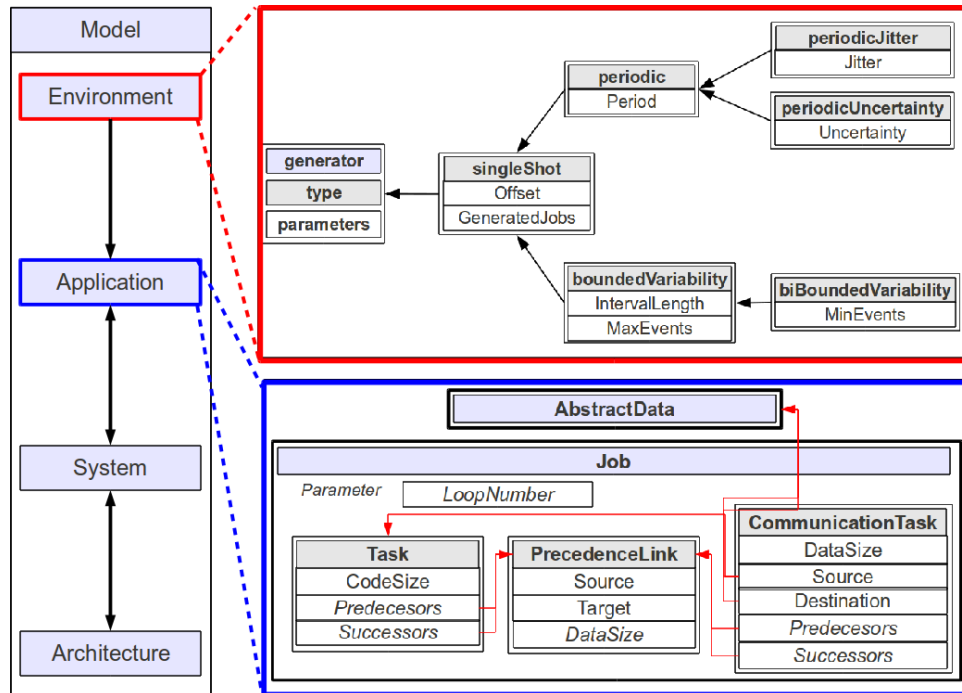 Model
Environment
Application
System
Architecture
generator
type
parameters
singleShot
Offset
GeneratedJobs
periodic
Period
periodicJitter
Jitter
periodicUncertainty
Uncertainty
boundedVariability
IntervalLength
MaxEvents
biBoundedVariability
MinEvents
AbstractData
Job
Parameter
LoopNumber
Task
CodeSize
Predecesors
Successors
PrecedenceLink
Source
Target
DataSize
CommunicationTask
DataSize
Source
Destination
Predecesors
Successors